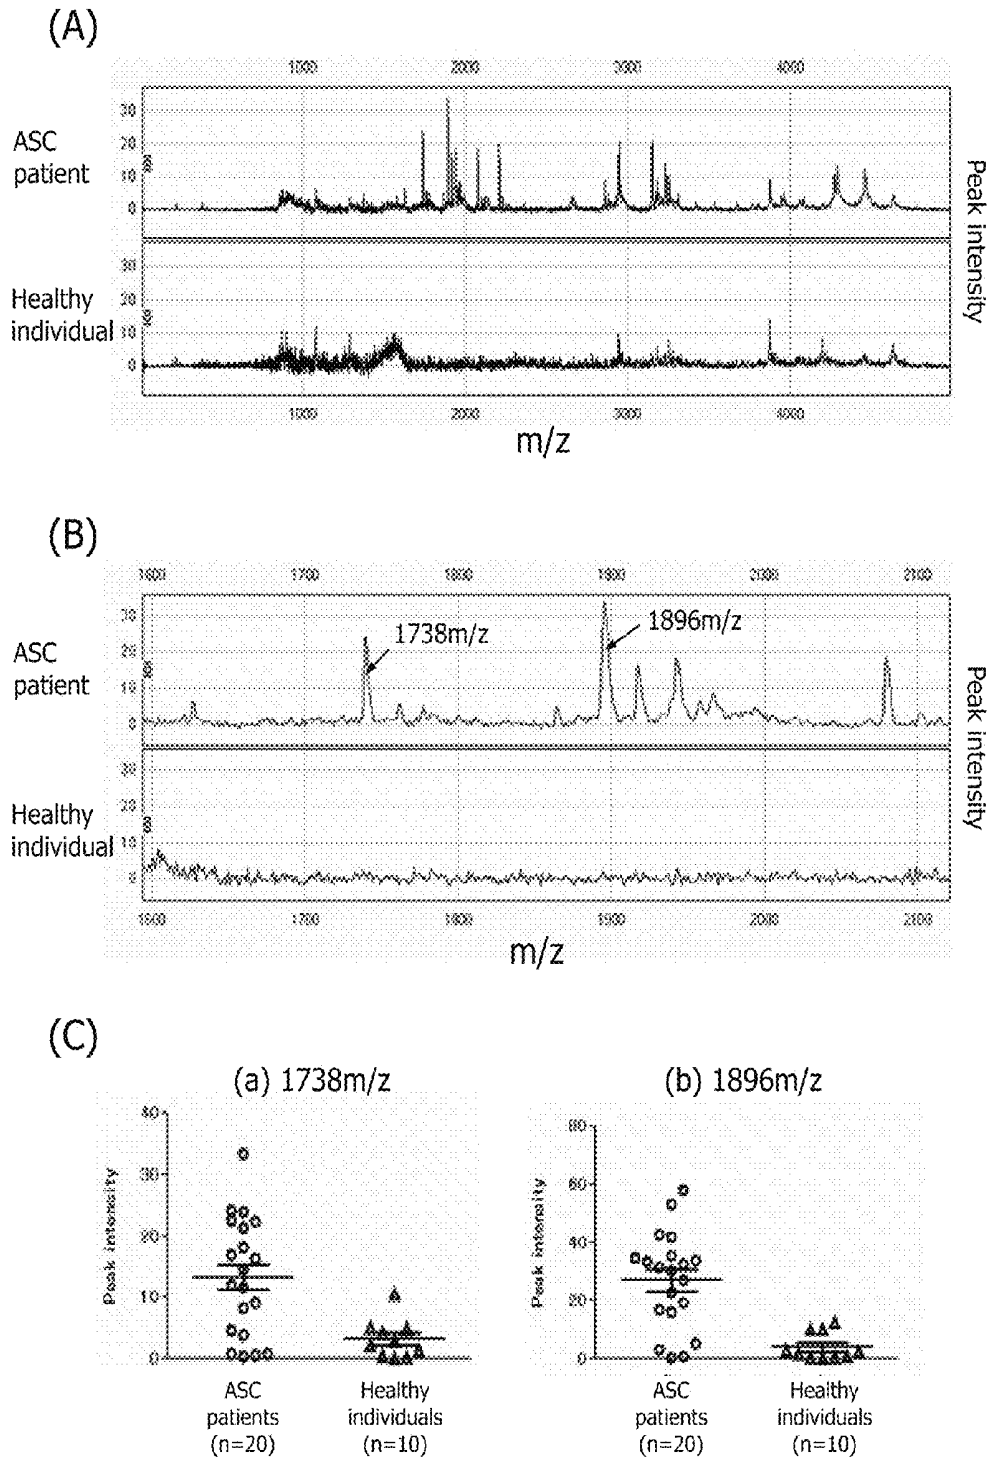 (A)
1000 2000 3000 4000
ASC
patient
30
20
10
0
Healthy
individual
30
20
10
0
Peak intensity
1000 2000 3000 4000
m/z
(B)
1600 1700 1800 1900 2000 2100
ASC
patient
30
20
10
0
1738m/z
1896m/z
Healthy
individual
30
20
10
0
Peak intensity
1600 1700 1800 1900 2000 2100
m/z
(C)
(a) 1738m/z
Peak intensity
40
30
20
10
0
ASC
patients
(n=20)
Healthy
individuals
(n=10)
(b) 1896m/z
Peak intensity
80
60
40
20
0
ASC
patients
(n=20)
Healthy
individuals
(n=10)